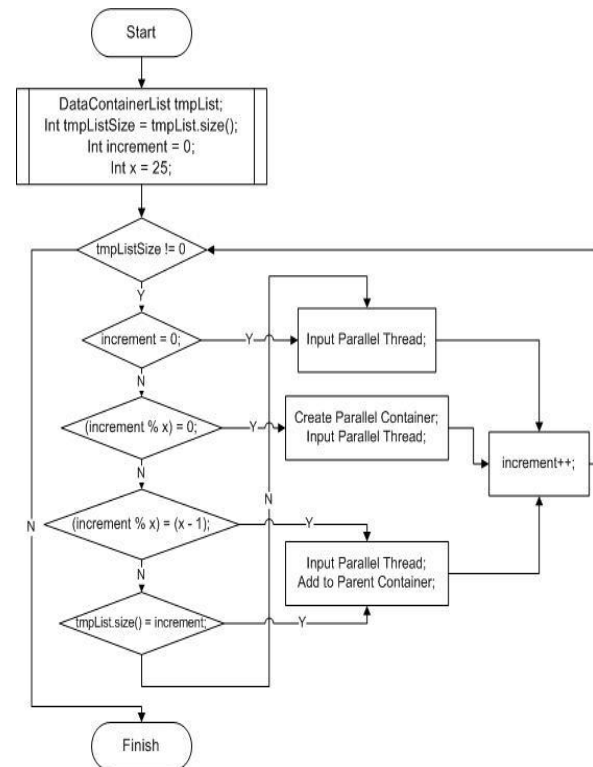 Start
DataContainerList tmpList;
Int tmpListSize = tmpList.size();
Int increment = 0;
Int x = 25;
tmpListSize != 0
Y
increment = 0;
Y
Input Parallel Thread;
N
(increment % x) = 0;
Y
Create Parallel Container;
Input Parallel Thread;
increment++;
N
N
(increment % x) = (x - 1);
Y
N
Input Parallel Thread;
Add to Parent Container;
N
tmpList.size() = increment;
Y
Finish